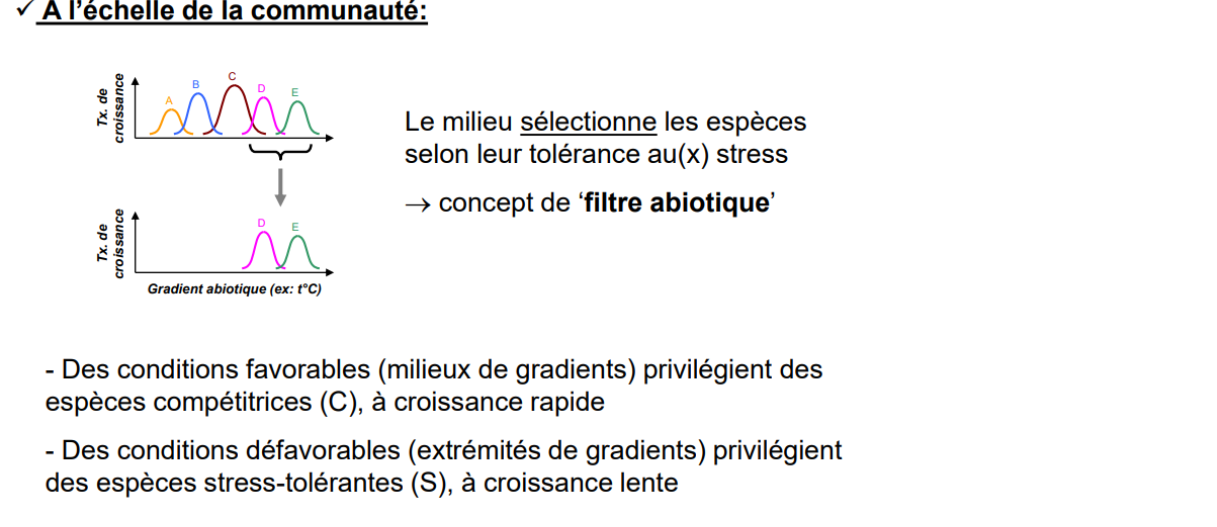 ✓ A l'échelle de la communauté:
Tx. de
croissance
A
B
C
D
E
Le milieu sélectionne les espèces
selon leur tolérance au(x) stress
→ concept de ‘filtre abiotique’
Tx. de
croissance
D
E
Gradient abiotique (ex: t°C)
- Des conditions favorables (milieux de gradients) privilégient des
espèces compétitrices (C), à croissance rapide
- Des conditions défavorables (extrémités de gradients) privilégient
des espèces stress-tolérantes (S), à croissance lente